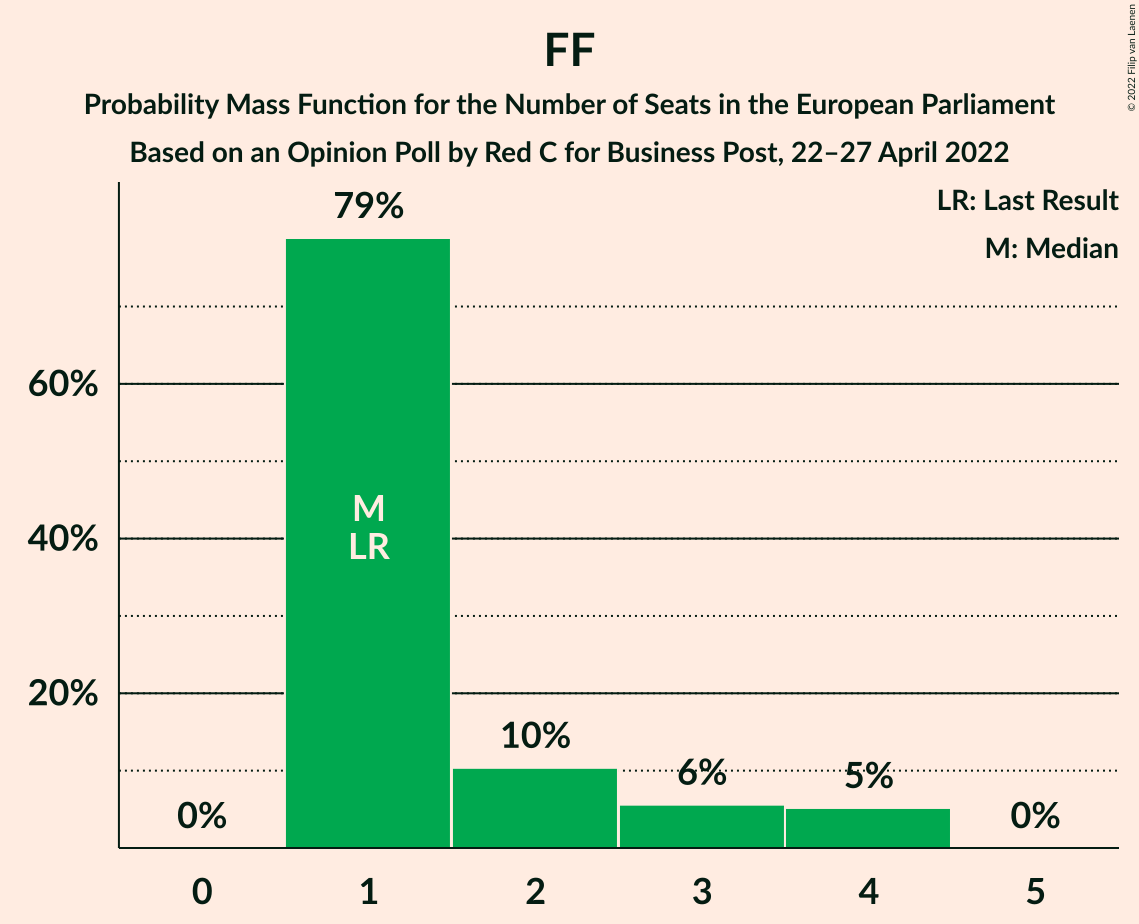 FF
Probability Mass Function for the Number of Seats in the European Parliament
Based on an Opinion Poll by Red C for Business Post, 22–27 April 2022
© 2022 Filip van Laenen
LR: Last Result
M: Median
79%
60%
M
40%
LR
20%
10%
6%
5%
0%
0%
0 1 2 3 4 5